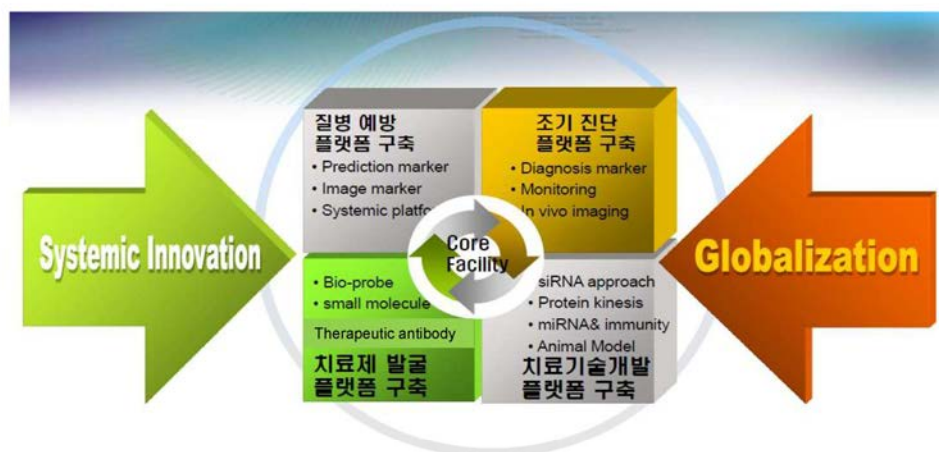 Systemic Innovation
질병 예방
플랫폼 구축
• Prediction marker
• Image marker
• Systemic platfo
조기 진단
플랫폼 구축
• Diagnosis marker
• Monitoring
In vivo imaging
Core
Facility
• Bio-probe
• small molecule
Therapeutic antibody
치료제 발굴
플랫폼 구축
siRNA approach
• Protein kinesis
• miRNA& immunity
• Animal Model
치료기술개발
플랫폼 구축
Globalization